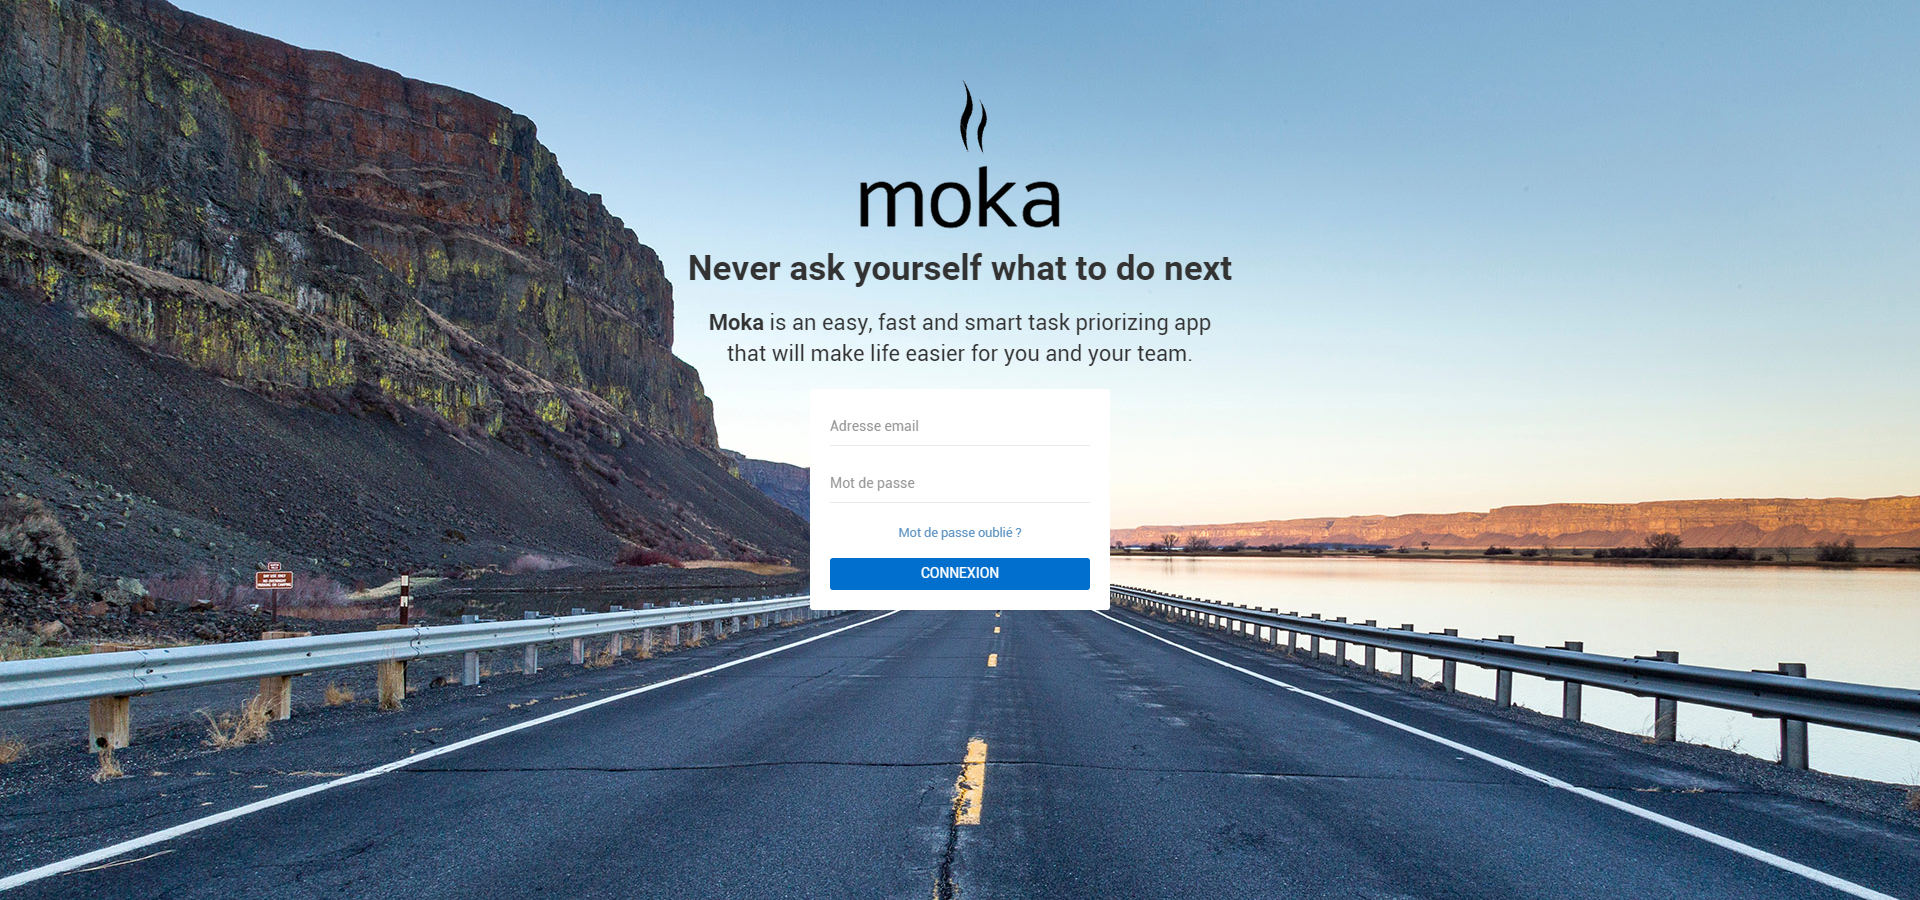 moka
Never ask yourself what to do next
Moka is an easy, fast and smart task priorizing app
that will make life easier for you and your team.
Adresse email
Mot de passe
Mot de passe oublié ?
CONNEXION